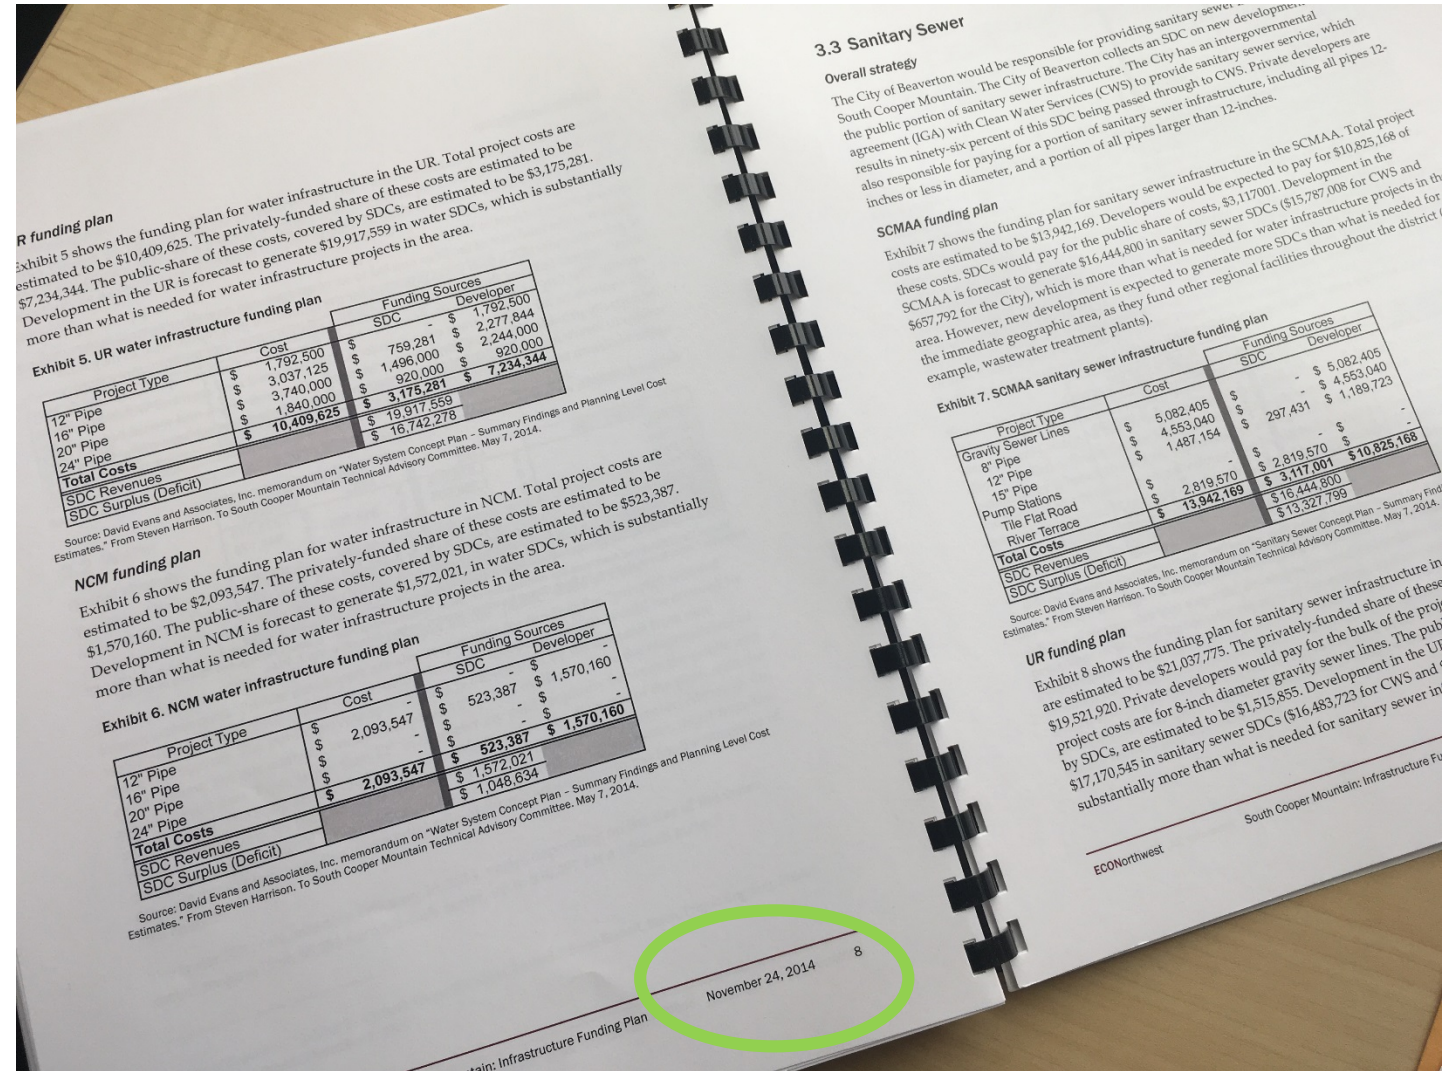 R funding plan
Exhibit 5 shows the funding plan for water infrastructure in the UR. Total project costs are
estimated to be $10,409,625. The privately-funded share of these costs are estimated to be
$7,234,344. The public-share of these costs, covered by SDCs, are estimated to be $3,175,281.
Development in the UR is forecast to generate $19,917,559 in water SDCs, which is substantially
more than what is needed for water infrastructure projects in the area.
Exhibit 5. UR water infrastructure funding plan
Funding Sources
Project Type Cost SDC Developer
12" Pipe $ 1,792,500 $ - $ 1,792,500
16" Pipe $ 3,037,125 $ 759,281 $ 2,277,844
20" Pipe $ 3,740,000 $ 1,496,000 $ 2,244,000
24" Pipe $ 1,840,000 $ 920,000 $ 920,000
Total Costs $ 10,409,625 $ 3,175,281 $ 7,234,344
SDC Revenues $ 19,917,559
SDC Surplus (Deficit) $ 16,742,278
Source: David Evans and Associates, Inc. memorandum on "Water System Concept Plan – Summary Findings and Planning Level Cost
Estimates." From Steven Harrison. To South Cooper Mountain Technical Advisory Committee. May 7, 2014.
NCM funding plan
Exhibit 6 shows the funding plan for water infrastructure in NCM. Total project costs are
estimated to be $2,093,547. The privately-funded share of these costs are estimated to be
$1,570,160. The public-share of these costs, covered by SDCs, are estimated to be $523,387.
Development in NCM is forecast to generate $1,572,021, in water SDCs, which is substantially
more than what is needed for water infrastructure projects in the area.
Exhibit 6. NCM water infrastructure funding plan
Funding Sources
Project Type Cost SDC Developer
12" Pipe $ - $ - $ -
16" Pipe $ 2,093,547 $ 523,387 $ 1,570,160
20" Pipe $ - $ - $ -
24" Pipe $ - $ - $ -
Total Costs $ 2,093,547 $ 523,387 $ 1,570,160
SDC Revenues $ 1,572,021
SDC Surplus (Deficit) $ 1,048,634
Source: David Evans and Associates, Inc. memorandum on "Water System Concept Plan – Summary Findings and Planning Level Cost
Estimates." From Steven Harrison. To South Cooper Mountain Technical Advisory Committee. May 7, 2014.
tain: Infrastructure Funding Plan November 24, 2014 8
3.3 Sanitary Sewer
Overall strategy
The City of Beaverton would be responsible for providing sanitary sewer
South Cooper Mountain. The City of Beaverton collects an SDC on new development
the public portion of sanitary sewer infrastructure. The City has an intergovernmental
agreement (IGA) with Clean Water Services (CWS) to provide sanitary sewer service, which
results in ninety-six percent of this SDC being passed through to CWS. Private developers are
also responsible for paying for a portion of sanitary sewer infrastructure, including all pipes 12-
inches or less in diameter, and a portion of all pipes larger than 12-inches.
SCMAA funding plan
Exhibit 7 shows the funding plan for sanitary sewer infrastructure in the SCMAA. Total project
costs are estimated to be $13,942,169. Developers would be expected to pay for $10,825,168 of
these costs. SDCs would pay for the public share of costs, $3,117001. Development in the
SCMAA is forecast to generate $16,444,800 in sanitary sewer SDCs ($15,787,008 for CWS and
$657,792 for the City), which is more than what is needed for water infrastructure projects in the
area. However, new development is expected to generate more SDCs than what is needed for
the immediate geographic area, as they fund other regional facilities throughout the district (
example, wastewater treatment plants).
Exhibit 7. SCMAA sanitary sewer infrastructure funding plan
Funding Sources
Project Type Cost SDC Developer
Gravity Sewer Lines
8" Pipe $ 5,082,405 $ - $ 5,082,405
12" Pipe $ 4,553,040 $ - $ 4,553,040
15" Pipe $ 1,487,154 $ 297,431 $ 1,189,723
Pump Stations
Tile Flat Road $ - $ - $ -
River Terrace $ 2,819,570 $ 2,819,570 $ -
Total Costs $ 13,942,169 $ 3,117,001 $10,825,168
SDC Revenues $16,444,800
SDC Surplus (Deficit) $13,327,799
Source: David Evans and Associates, Inc. memorandum on "Sanitary Sewer Concept Plan – Summary Find
Estimates." From Steven Harrison. To South Cooper Mountain Technical Advisory Committee. May 7, 2014.
UR funding plan
Exhibit 8 shows the funding plan for sanitary sewer infrastructure in
are estimated to be $21,037,775. The privately-funded share of these
$19,521,920. Private developers would pay for the bulk of the proj
project costs are for 8-inch diameter gravity sewer lines. The publ
by SDCs, are estimated to be $1,515,855. Development in the U
$17,170,545 in sanitary sewer SDCs ($16,483,723 for CWS and
substantially more than what is needed for sanitary sewer in
ECONorthwest South Cooper Mountain: Infrastructure Fu